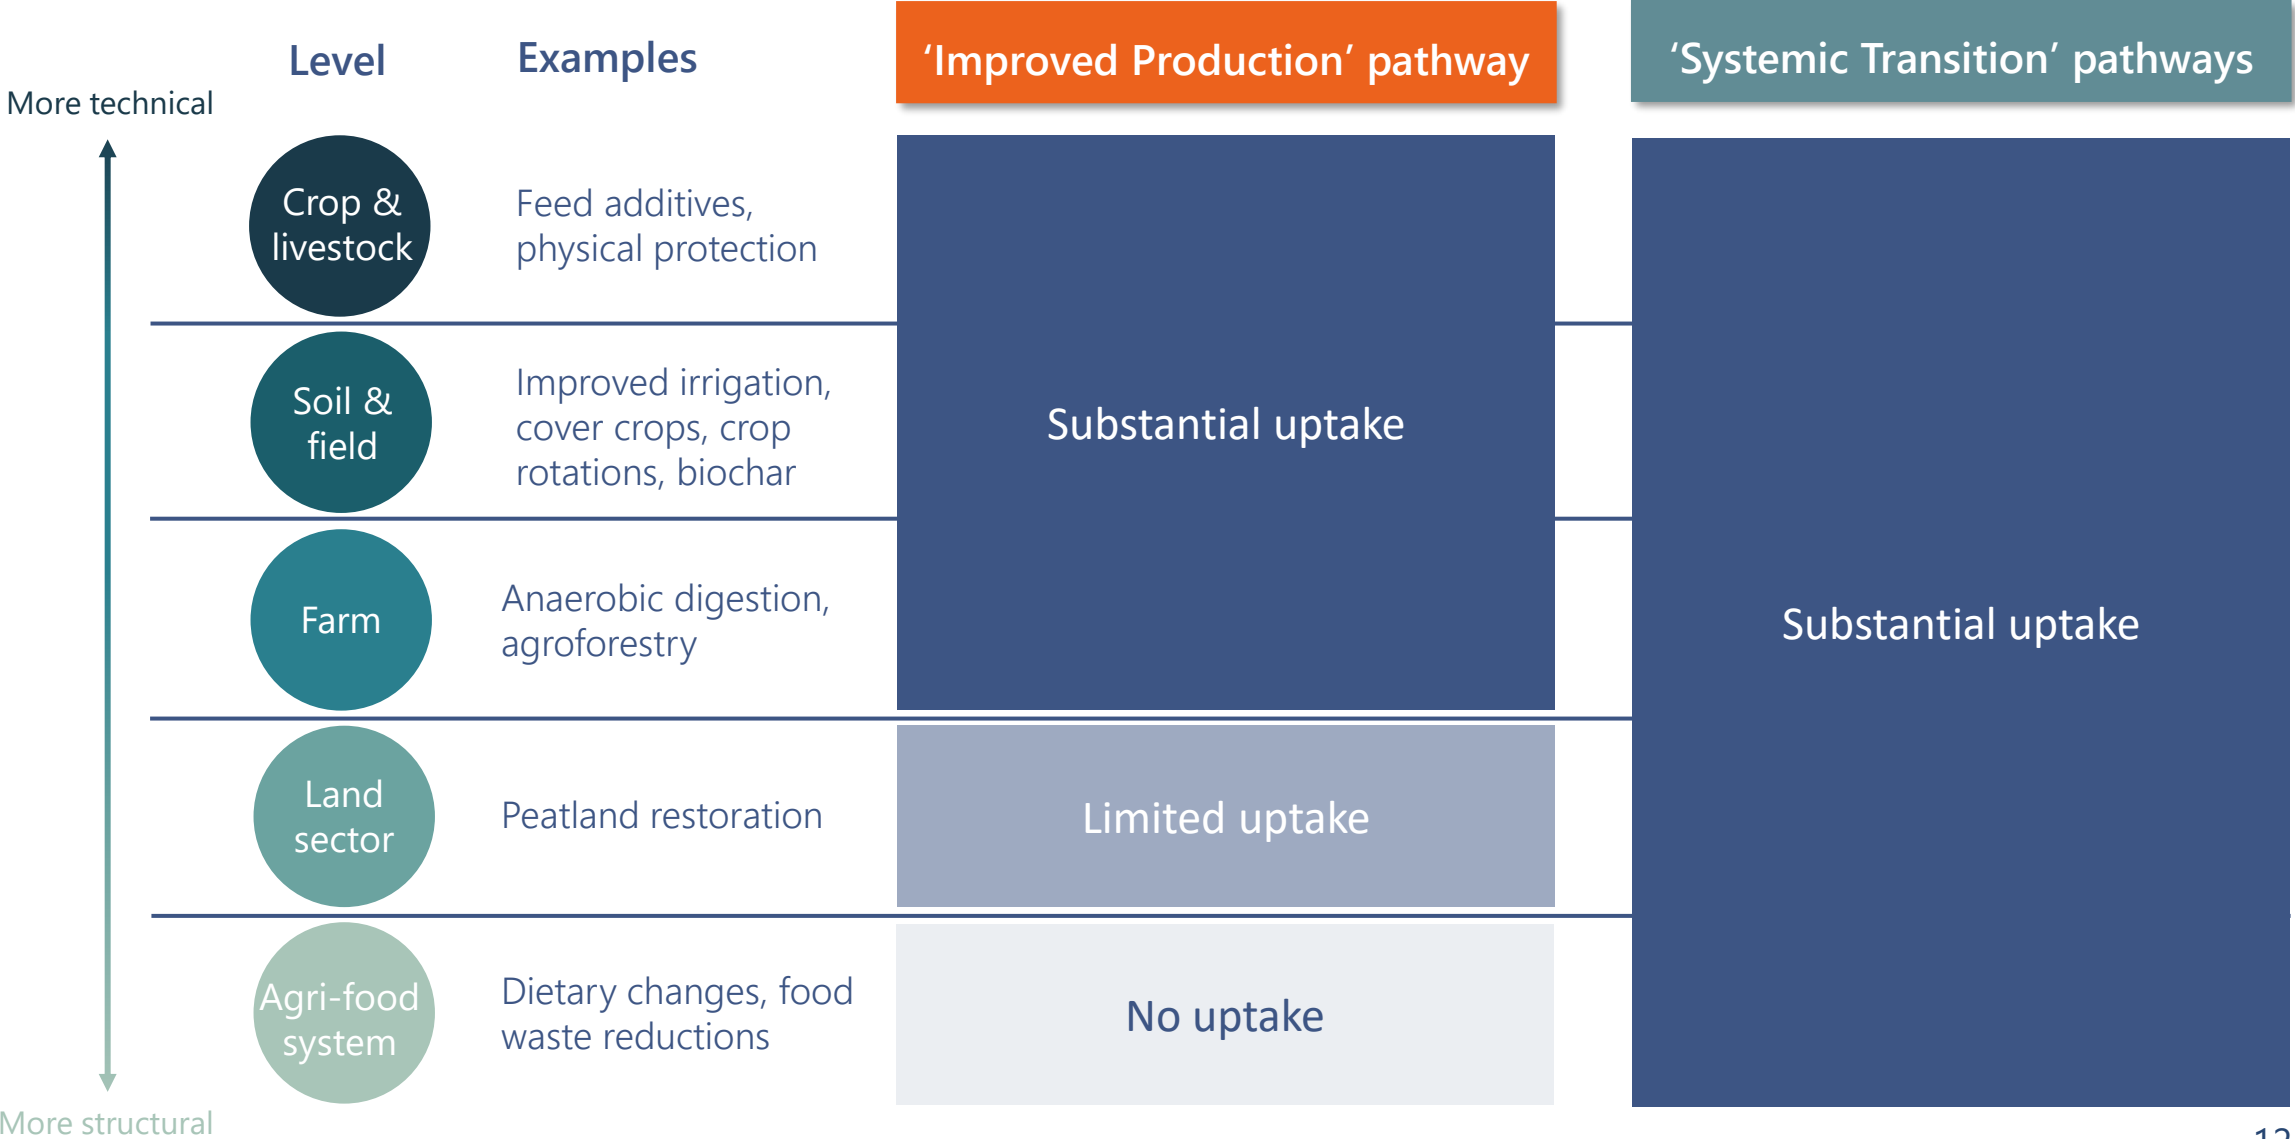 Level
Examples
‘Improved Production’ pathway
‘Systemic Transition’ pathways
More technical
Crop &
livestock
Feed additives,
physical protection
Soil &
field
Improved irrigation,
cover crops, crop
rotations, biochar
Substantial uptake
Farm
Anaerobic digestion,
agroforestry
Substantial uptake
Land
sector
Peatland restoration
Limited uptake
Agri-food
system
Dietary changes, food
waste reductions
No uptake
More structural